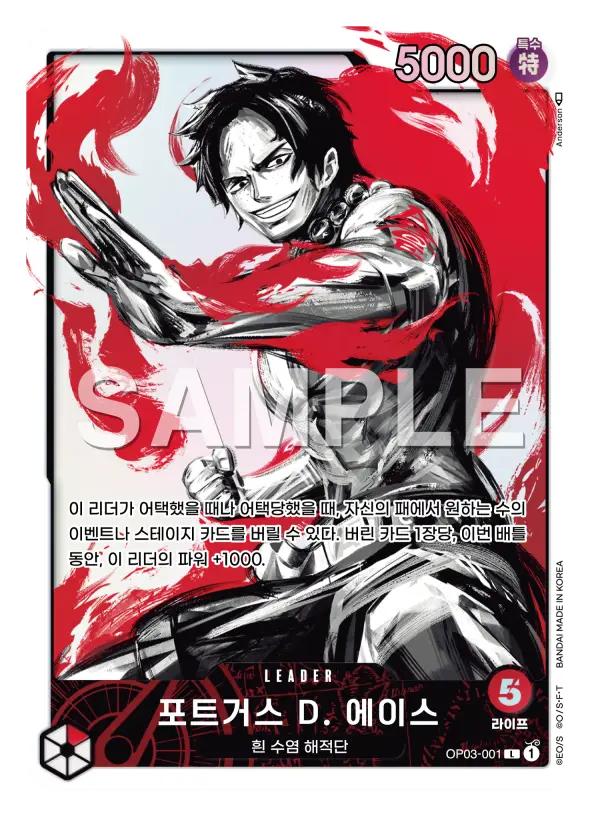 5000
특수
特
Anderson
SAMPLE
이 리더가 어택했을 때나 어택당했을 때, 자신의 패에서 원하는 수의
이벤트나 스테이지 카드를 버릴 수 있다. 버린 카드 1장당, 이번 배틀
동안, 이 리더의 파워 +1000.
LEADER
포트거스 D. 에이스
흰 수염 해적단
5
라이프
OP03-001 L 1
©EO/S ©O/S・F・T BANDAI MADE IN KOREA